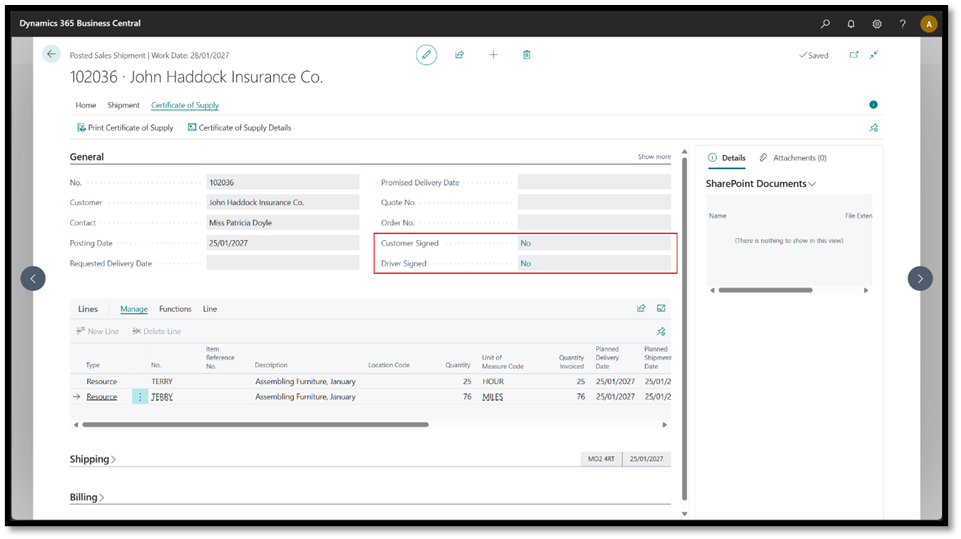 Dynamics 365 Business Central
A
Posted Sales Shipment | Work Date: 28/01/2027
Saved
102036 · John Haddock Insurance Co.
Home Shipment Certificate of Supply
Print Certificate of Supply Certificate of Supply Details
General
Show more
No. 102036
Customer John Haddock Insurance Co.
Contact Miss Patricia Doyle
Posting Date 25/01/2027
Requested Delivery Date
Promised Delivery Date
Quote No.
Order No.
Customer Signed No
Driver Signed No
Details Attachments (0)
SharePoint Documents
Name File Exten
(There is nothing to show in this view)
Lines Manage Functions Line
New Line Delete Line
Type No. Item Reference No. Description Location Code Quantity Unit of Measure Code Quantity Invoiced Planned Delivery Date Planned Shipment Date
Resource TERRY Assembling Furniture, January 25 HOUR 25 25/01/2027 25/01/2
Resource TERRY Assembling Furniture, January 76 MILES 76 25/01/2027 25/01/2
Shipping MO2 4RT 25/01/2027
Billing